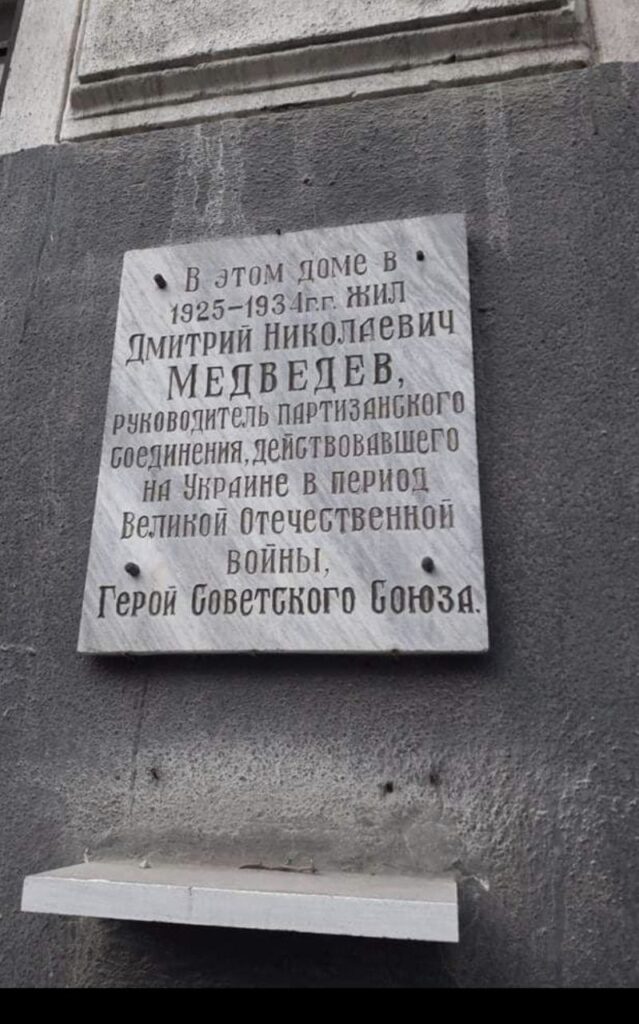 В этом доме в
1925-1934г.г. жил
Дмитрий Николаевич
МЕДВЕДЕВ,
руководитель партизанского
соединения, действовавшего
на Украине в период
Великой Отечественной
войны,
Герой Советского Союза.